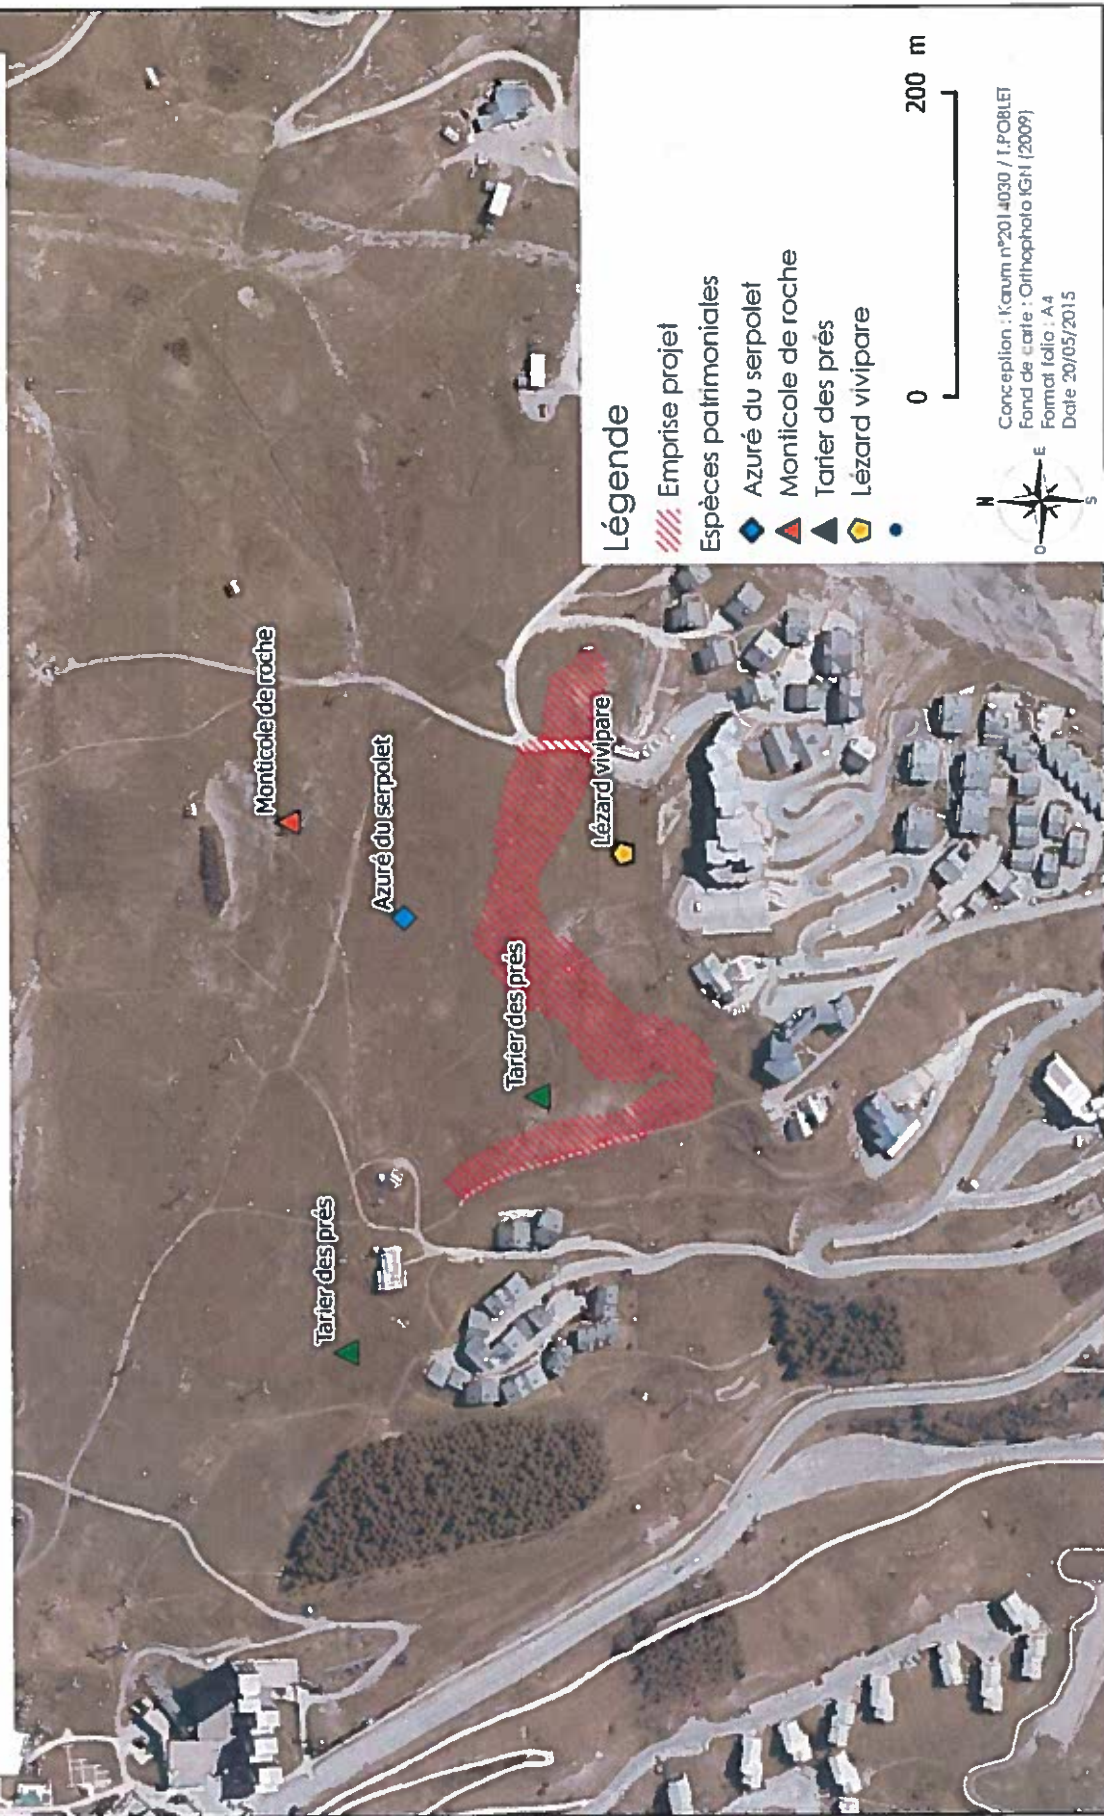 Monticole de roche
Azuré du serpolet
Tarier des prés
Tarier des prés
Lézard vivipare
Légende
Emprise projet
Espèces patrimoniales
Azuré du serpolet
Monticole de roche
Tarier des prés
Lézard vivipare
0 200 m
N
O E
S
Conception : Karum n°2014030 / T.POBLET
Fond de carte : Orthophoto IGN (2009)
Format folio : A4
Date 20/05/2015